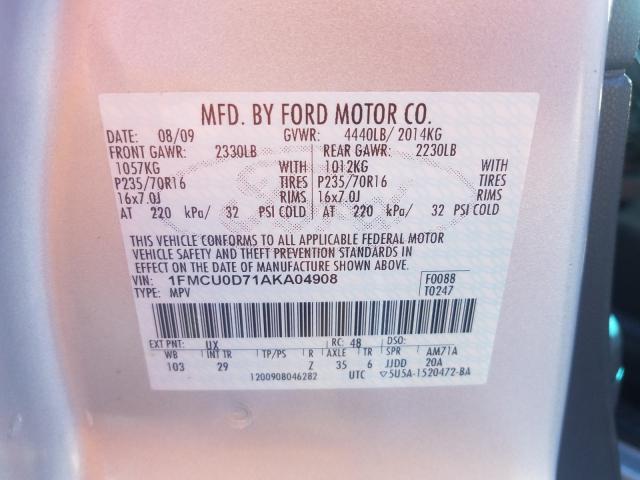 MFD. BY FORD MOTOR CO.
DATE: 08/09 GVWR: 4440LB/ 2014KG
FRONT GAWR: 2330LB REAR GAWR: 2230LB
1057KG WITH 1012KG WITH
P235/70R16 TIRES P235/70R16 TIRES
16x7.0J RIMS 16x7.0J RIMS
AT 220 kPa/ 32 PSI COLD AT 220 kPa/ 32 PSI COLD
THIS VEHICLE CONFORMS TO ALL APPLICABLE FEDERAL MOTOR
VEHICLE SAFETY AND THEFT PREVENTION STANDARDS IN
EFFECT ON THE DATE OF MANUFACTURE SHOWN ABOVE.
VIN: 1FMCU0D71AKA04908 F0088
TYPE: MPV T0247
EXT PNT: UX RC: 48 DSO:
WB INT TR TP/PS R AXLE TR SPR AM71A
103 29 Z 35 6 JJDD 20A
1200908046282 UTC ▽5U5A-1520472-BA